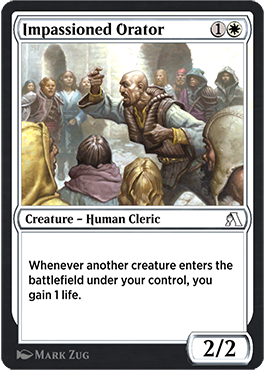 Impassioned Orator 1
Creature – Human Cleric
Whenever another creature enters the
battlefield under your control, you
gain 1 life.
Mark Zug
2/2